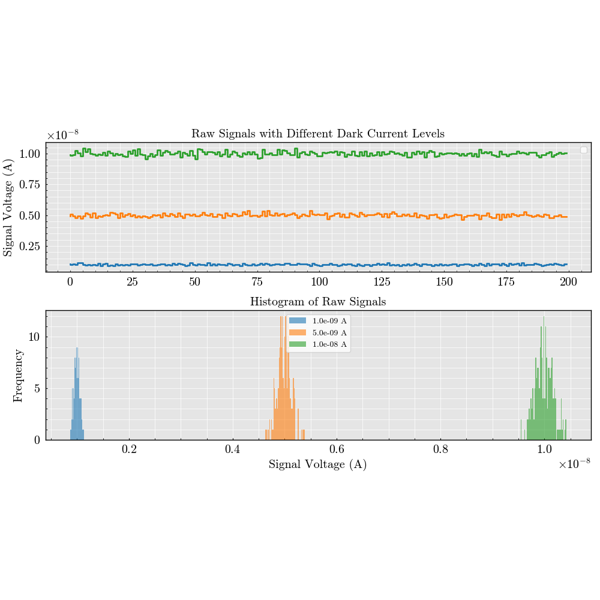 Raw Signals with Different Dark Current Levels
×10⁻⁸
1.00
0.75
0.50
0.25
Signal Voltage (A)
0 25 50 75 100 125 150 175 200
Histogram of Raw Signals
1.0e-09 A
5.0e-09 A
1.0e-08 A
10
5
0
Frequency
0.2 0.4 0.6 0.8 1.0
Signal Voltage (A)
×10⁻⁸